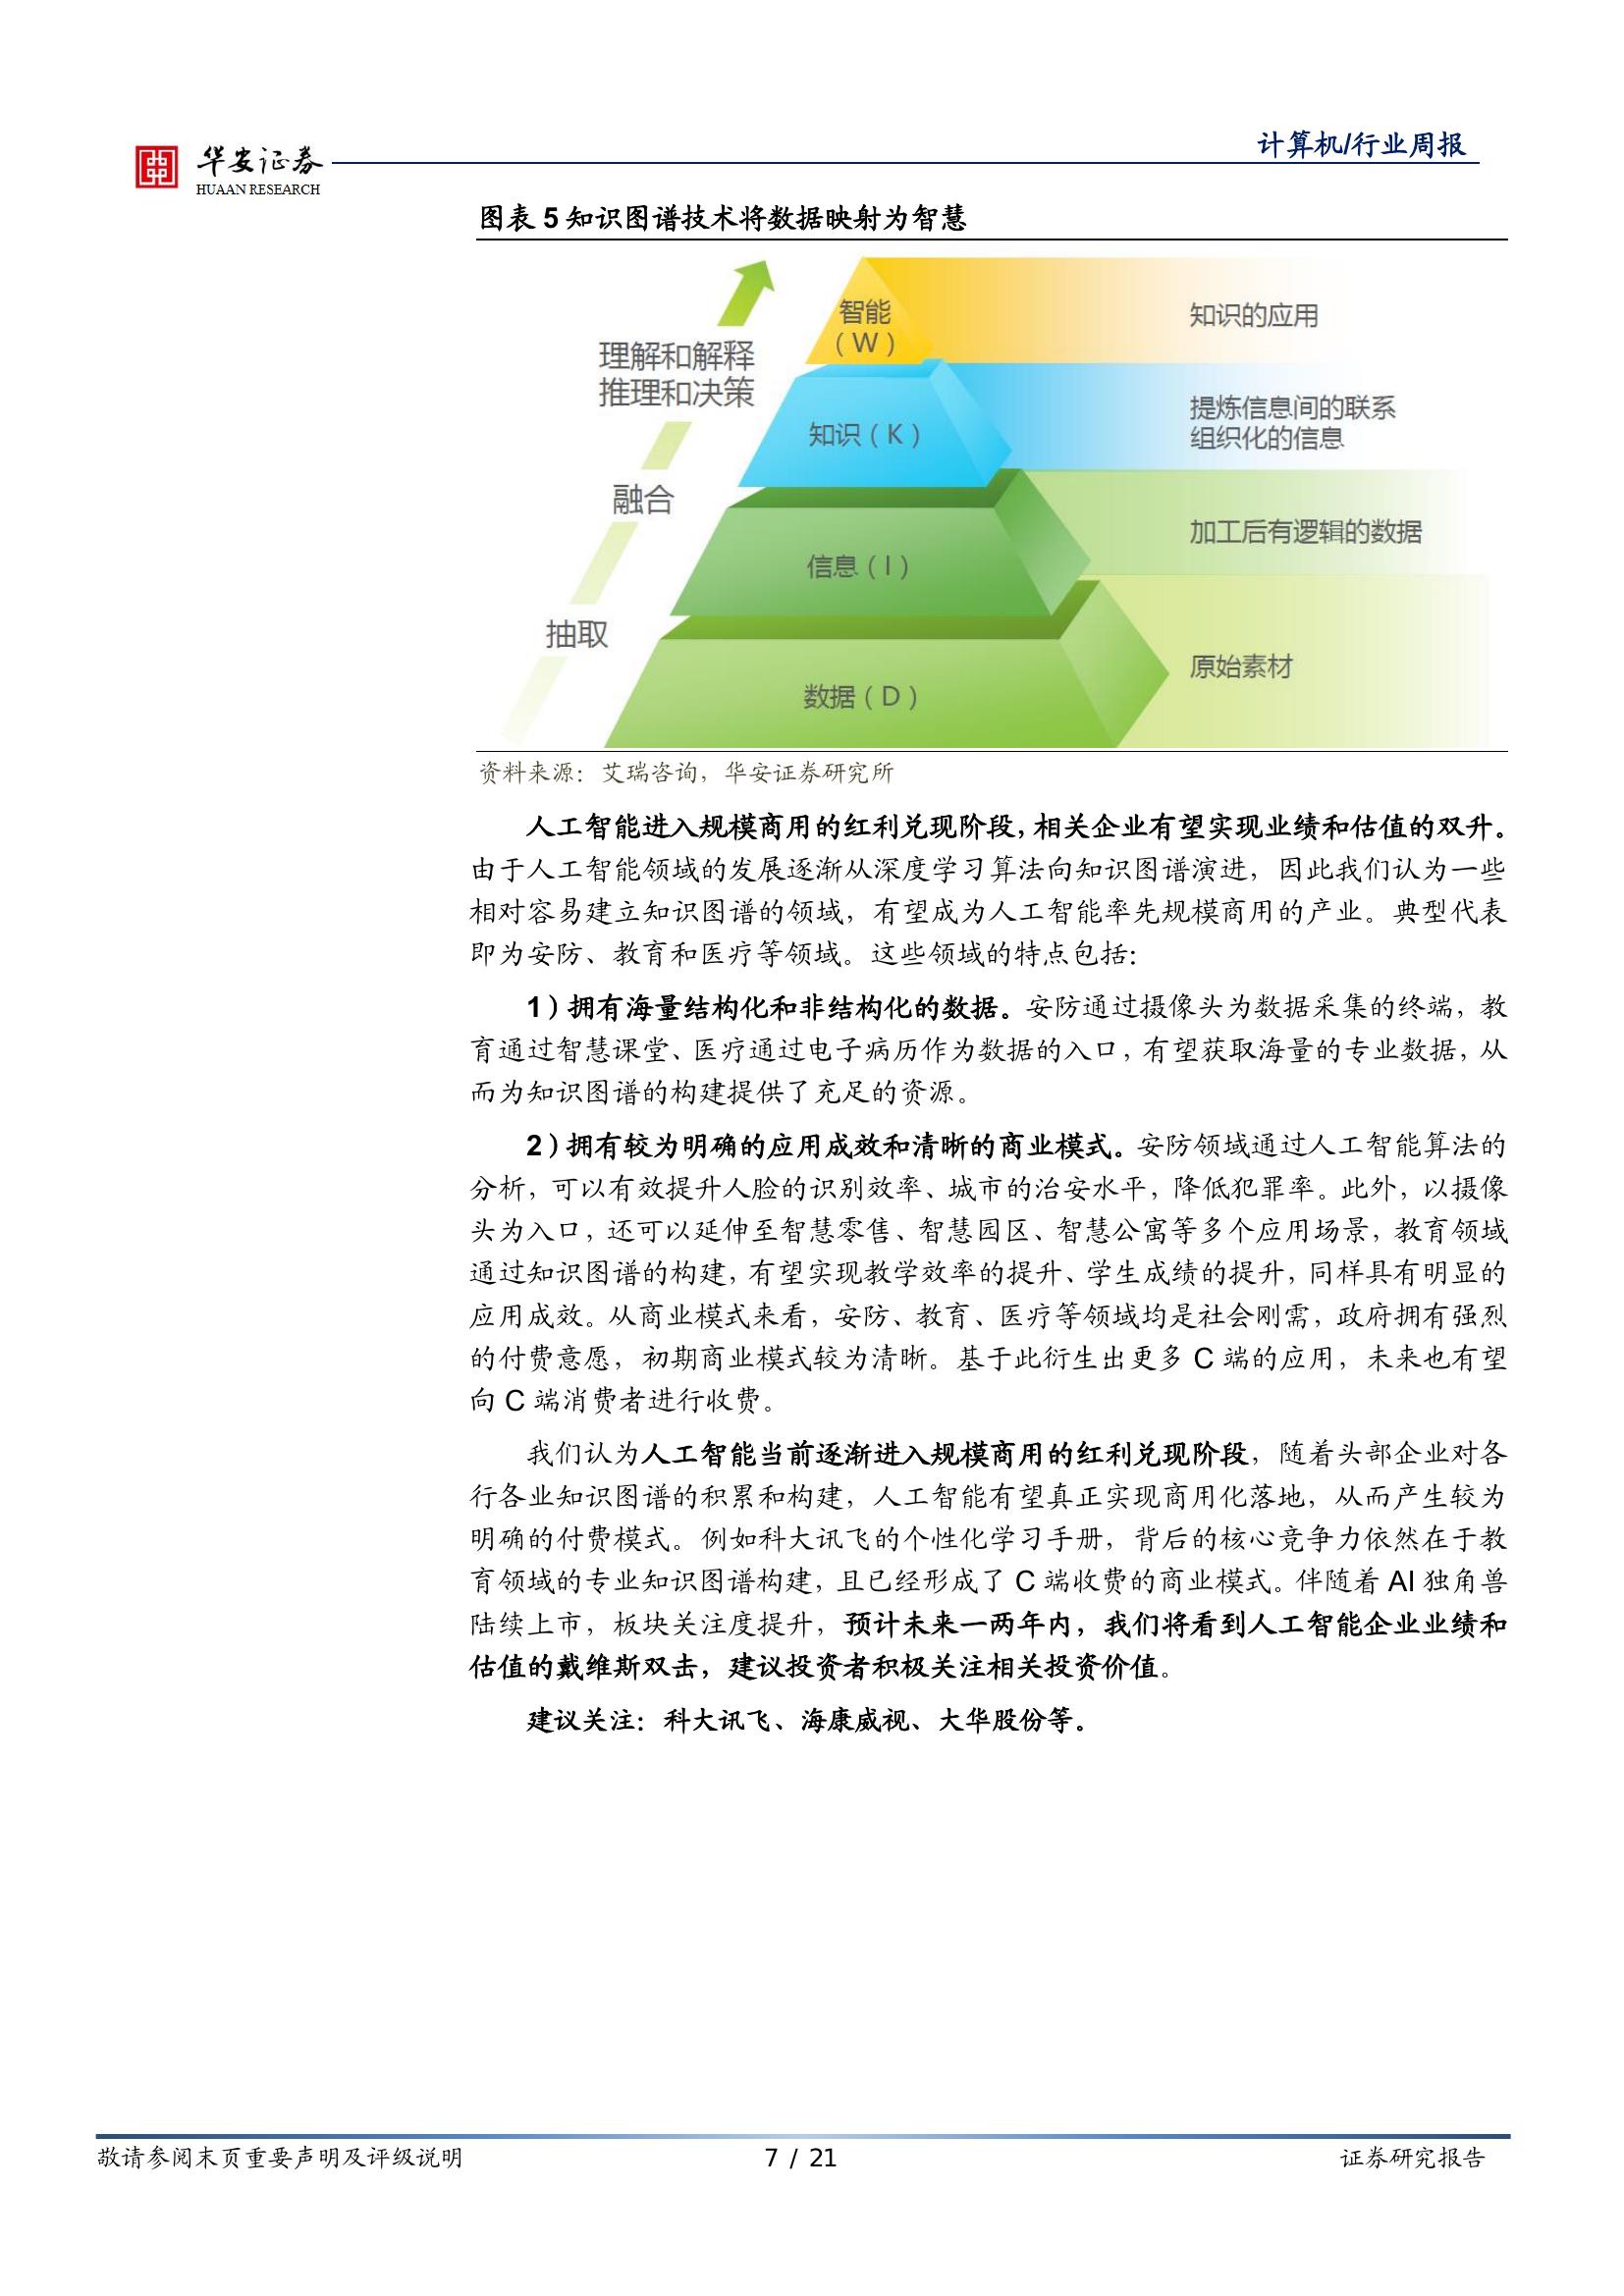 华安证券
HUAAN RESEARCH
计算机/行业周报
图表 5 知识图谱技术将数据映射为智慧
智能
（W）
知识的应用
理解和解释
推理和决策
知识（K）
提炼信息间的联系
组织化的信息
融合
信息（I）
加工后有逻辑的数据
抽取
数据（D）
原始素材
资料来源：艾瑞咨询，华安证券研究所
人工智能进入规模商用的红利兑现阶段，相关企业有望实现业绩和估值的双升。
由于人工智能领域的发展逐渐从深度学习算法向知识图谱演进，因此我们认为一些
相对容易建立知识图谱的领域，有望成为人工智能率先规模商用的产业。典型代表
即为安防、教育和医疗等领域。这些领域的特点包括：
1）拥有海量结构化和非结构化的数据。安防通过摄像头为数据采集的终端，教
育通过智慧课堂、医疗通过电子病历作为数据的入口，有望获取海量的专业数据，从
而为知识图谱的构建提供了充足的资源。
2）拥有较为明确的应用成效和清晰的商业模式。安防领域通过人工智能算法的
分析，可以有效提升人脸的识别效率、城市的治安水平，降低犯罪率。此外，以摄像
头为入口，还可以延伸至智慧零售、智慧园区、智慧公寓等多个应用场景，教育领域
通过知识图谱的构建，有望实现教学效率的提升、学生成绩的提升，同样具有明显的
应用成效。从商业模式来看，安防、教育、医疗等领域均是社会刚需，政府拥有强烈
的付费意愿，初期商业模式较为清晰。基于此衍生出更多 C 端的应用，未来也有望
向 C 端消费者进行收费。
我们认为人工智能当前逐渐进入规模商用的红利兑现阶段，随着头部企业对各
行各业知识图谱的积累和构建，人工智能有望真正实现商用化落地，从而产生较为
明确的付费模式。例如科大讯飞的个性化学习手册，背后的核心竞争力依然在于教
育领域的专业知识图谱构建，且已经形成了 C 端收费的商业模式。伴随着 AI 独角兽
陆续上市，板块关注度提升，预计未来一两年内，我们将看到人工智能企业业绩和
估值的戴维斯双击，建议投资者积极关注相关投资价值。
建议关注：科大讯飞、海康威视、大华股份等。
敬请参阅末页重要声明及评级说明
7 / 21
证券研究报告